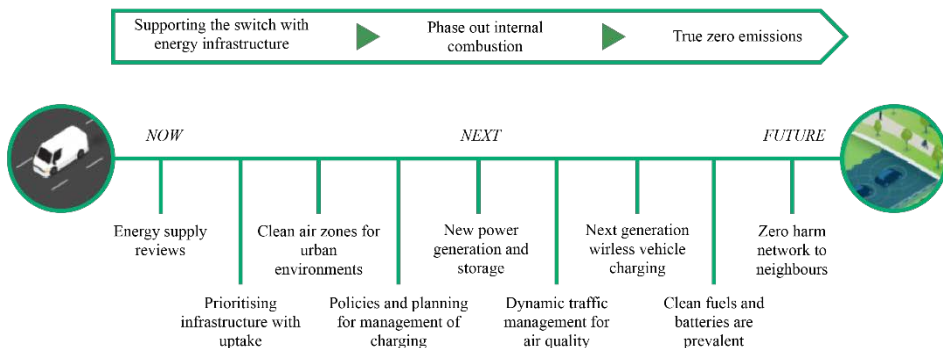 Supporting the switch with
energy infrastructure
Phase out internal
combustion
True zero emissions
NOW
NEXT
FUTURE
Energy supply
reviews
Clean air zones for
urban
environments
New power
generation and
storage
Next generation
wirless vehicle
charging
Zero harm
network to
neighbours
Prioritising
infrastructure with
uptake
Policies and planning
for management of
charging
Dynamic traffic
management for
air quality
Clean fuels and
batteries are
prevalent